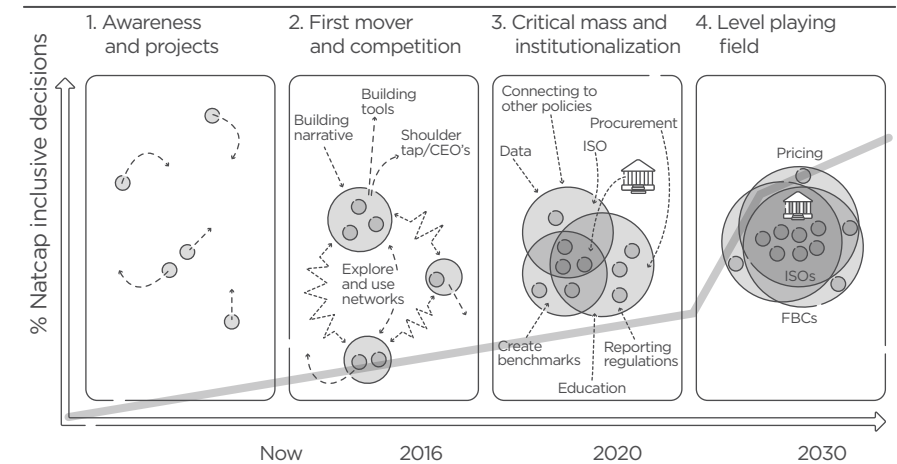 1. Awareness
and projects
2. First mover
and competition
3. Critical mass and
institutionalization
4. Level playing
field
% Natcap inclusive decisions
Building
tools
Building
narrative
Shoulder
tap/CEO's
Explore
and use
networks
Connecting to
other policies
Procurement
Data
ISO
Create
benchmarks
Reporting
regulations
Education
Pricing
ISOs
FBCs
Now
2016
2020
2030